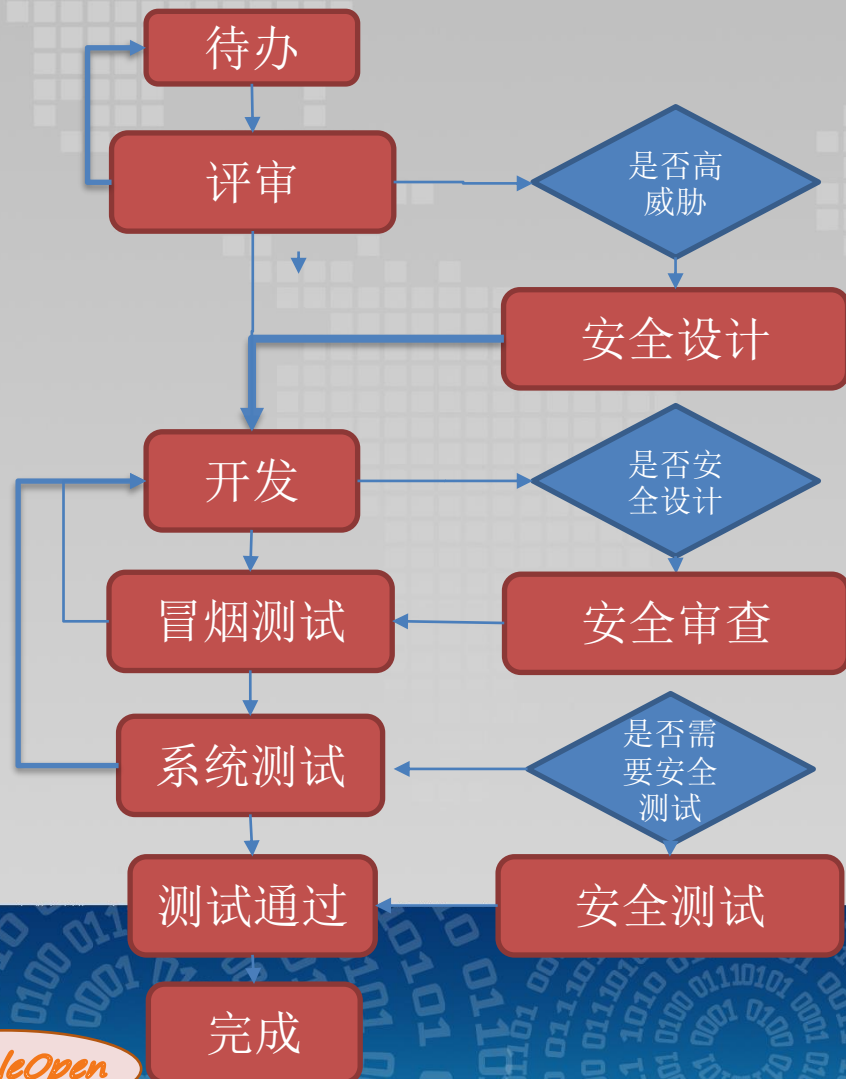 待办
评审
是否高
威胁
安全设计
开发
是否安
全设计
冒烟测试
安全审查
系统测试
是否需
要安全
测试
测试通过
安全测试
完成